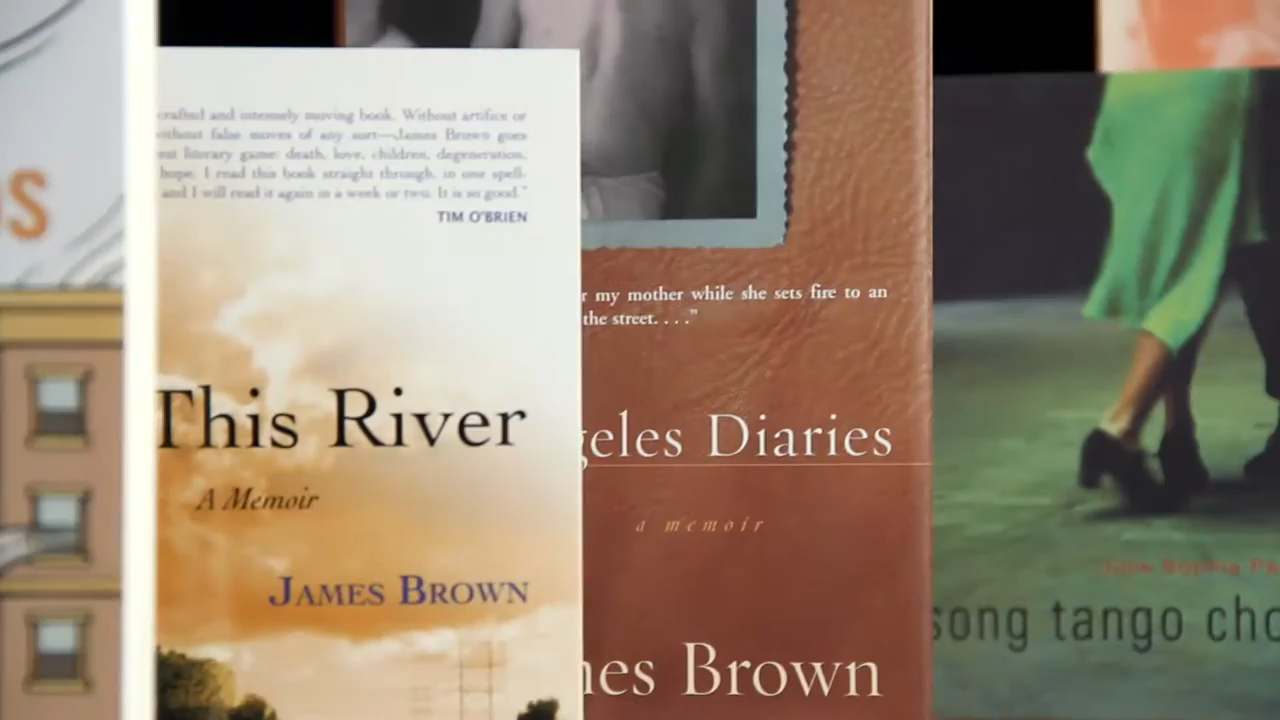 S
crafted and intensely moving book. Without artifice or
without false moves of any sort—James Brown goes
literary game: death, love, children, degeneration,
hope. I read this book straight through, in one spell-
and I will read it again in a week or two. It is so good."
TIM O'BRIEN
This River
A Memoir
JAMES BROWN
r my mother while she sets fire to an
the street. . . ."
geles Diaries
a memoir
nes Brown
song tango cho